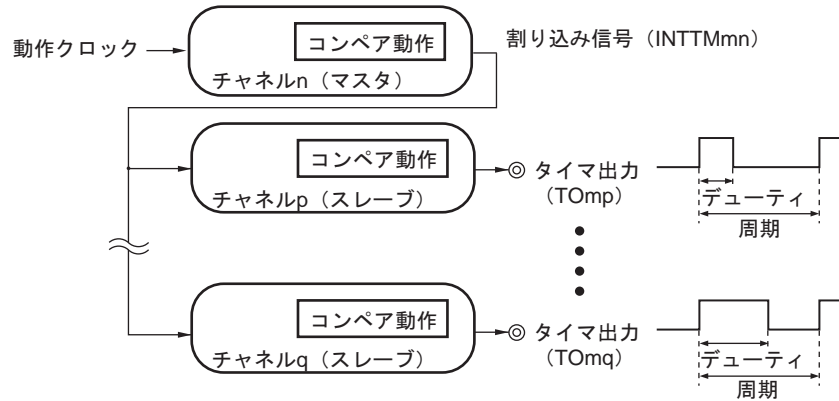 動作クロック
コンペア動作
チャネルn（マスタ）
割り込み信号（INTTMmn）
コンペア動作
チャネルp（スレーブ）
タイマ出力
（TOmp）
デューティ
周期
コンペア動作
チャネルq（スレーブ）
タイマ出力
（TOmq）
デューティ
周期